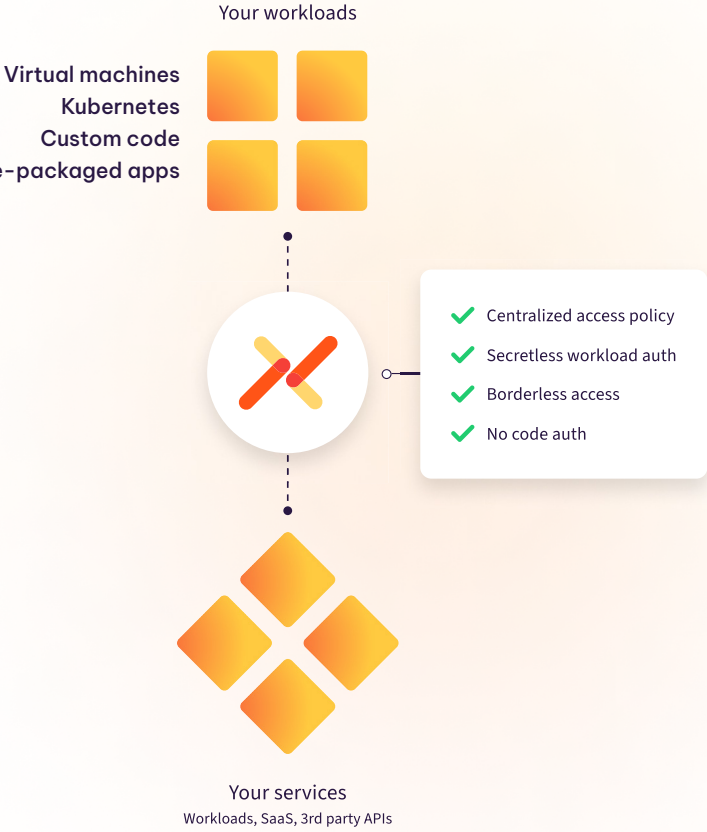 Your workloads
Virtual machines
Kubernetes
Custom code
e-packaged apps
Centralized access policy
Secretless workload auth
Borderless access
No code auth
Your services
Workloads, SaaS, 3rd party APIs